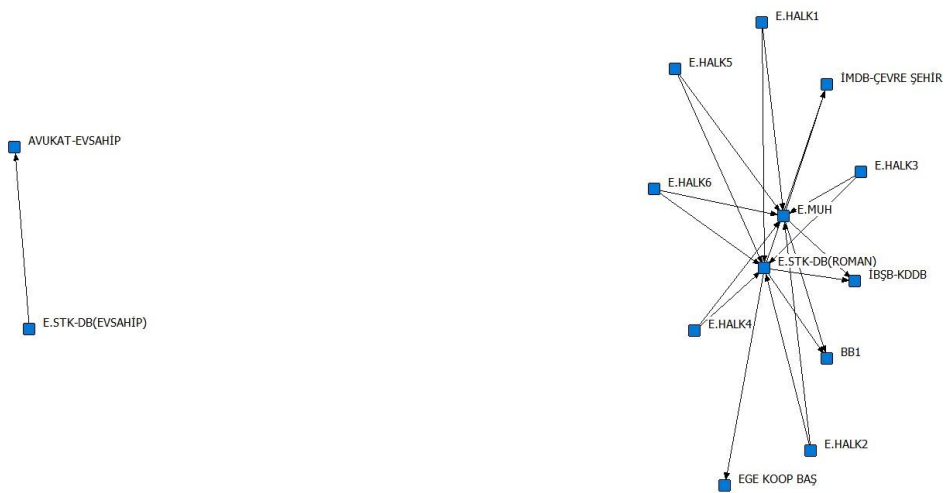 E.HALK1
E.HALK5
İMDB-ÇEVRE ŞEHİR
AVUKAT-EVSAHİP
E.HALK3
E.HALK6
E.MUH
E.STK-DB(ROMAN)
İBŞB-KDDB
E.STK-DB(EVSAHİP)
E.HALK4
BB1
E.HALK2
EGE KOOP BAŞ